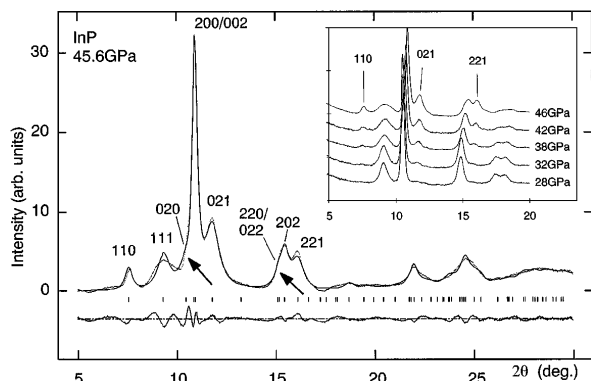 InP
45.6GPa
200/002
110
111
020
021
220/
022
202
221
110
021
221
46GPa
42GPa
38GPa
32GPa
28GPa
5 10 15 20
Intensity (arb. units)
30
20
10
0
5 10 15 20 25 30
2θ (deg.)